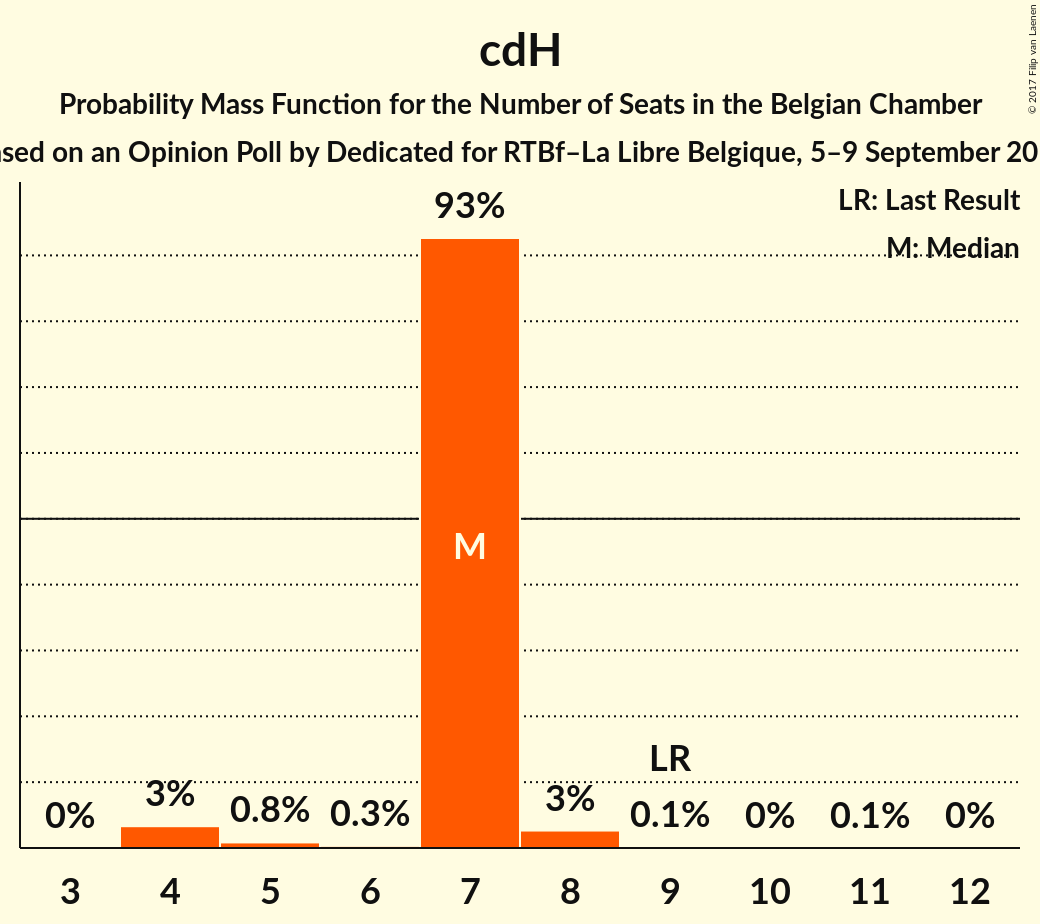 cdH
Probability Mass Function for the Number of Seats in the Belgian Chamber
on an Opinion Poll by Dedicated for RTBf–La Libre Belgique, 5–9 September
© 2017 Filip van Laenen
LR: Last Result
M: Median
93%
M
LR
0% 3% 0.8% 0.3% 3% 0.1% 0% 0.1% 0%
3 4 5 6 7 8 9 10 11 12